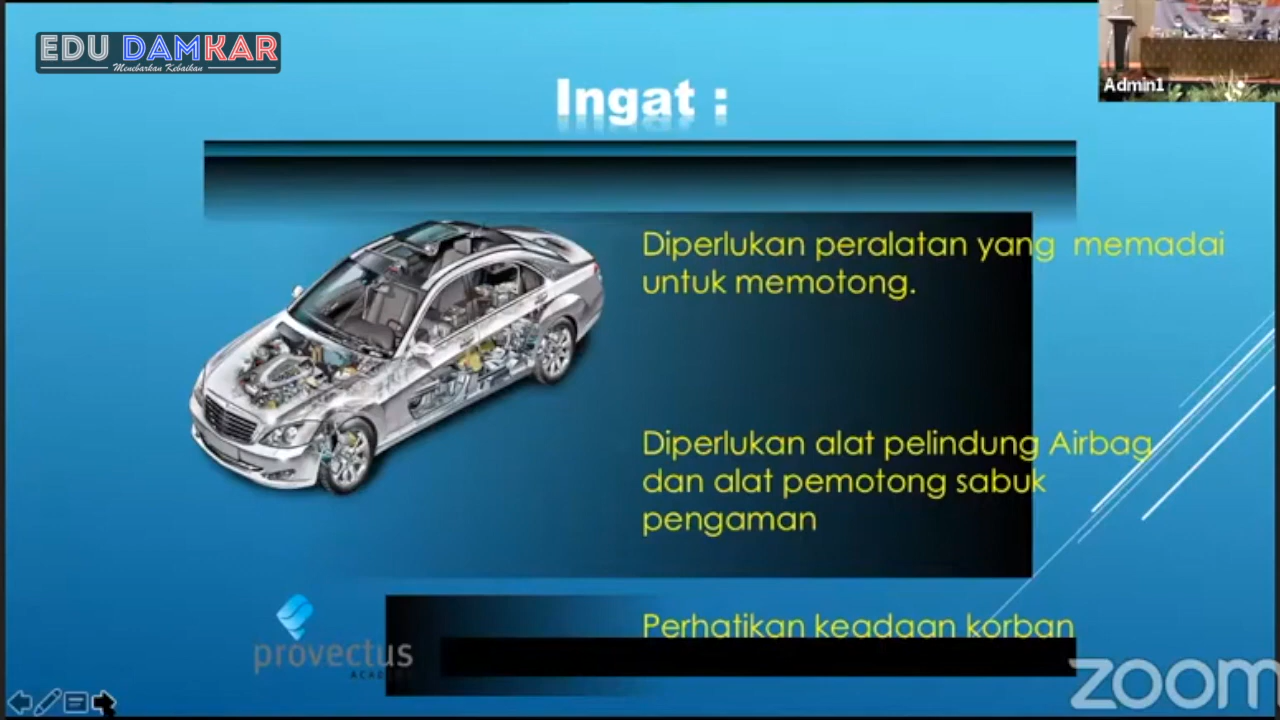 EDU DAMKAR
Menebarkan Kebaikan
Admin1
Ingat :
Diperlukan peralatan yang memadai
untuk memotong.
Diperlukan alat pelindung Airbag
dan alat pemotong sabuk
pengaman
Perhatikan keadaan korban
provectus
zoom